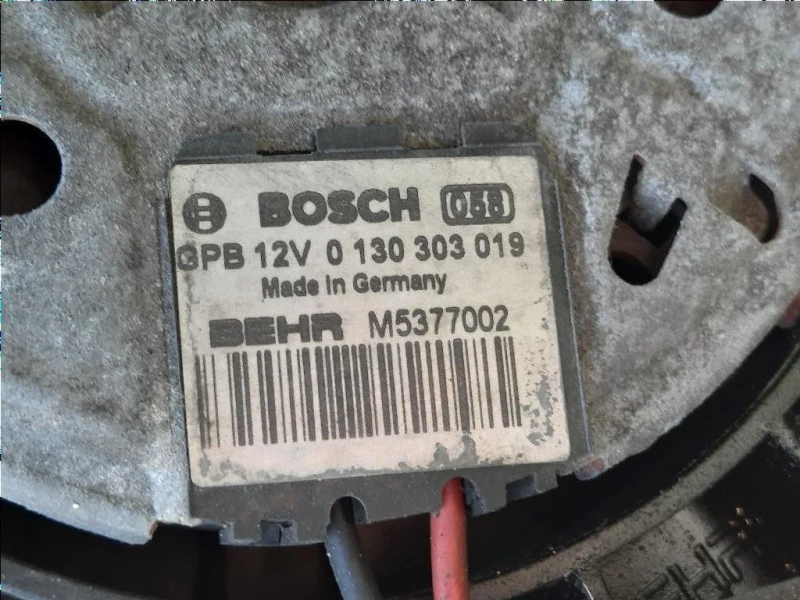 BOSCH 058
GPB 12V 0 130 303 019
Made in Germany
BEHR M5377002